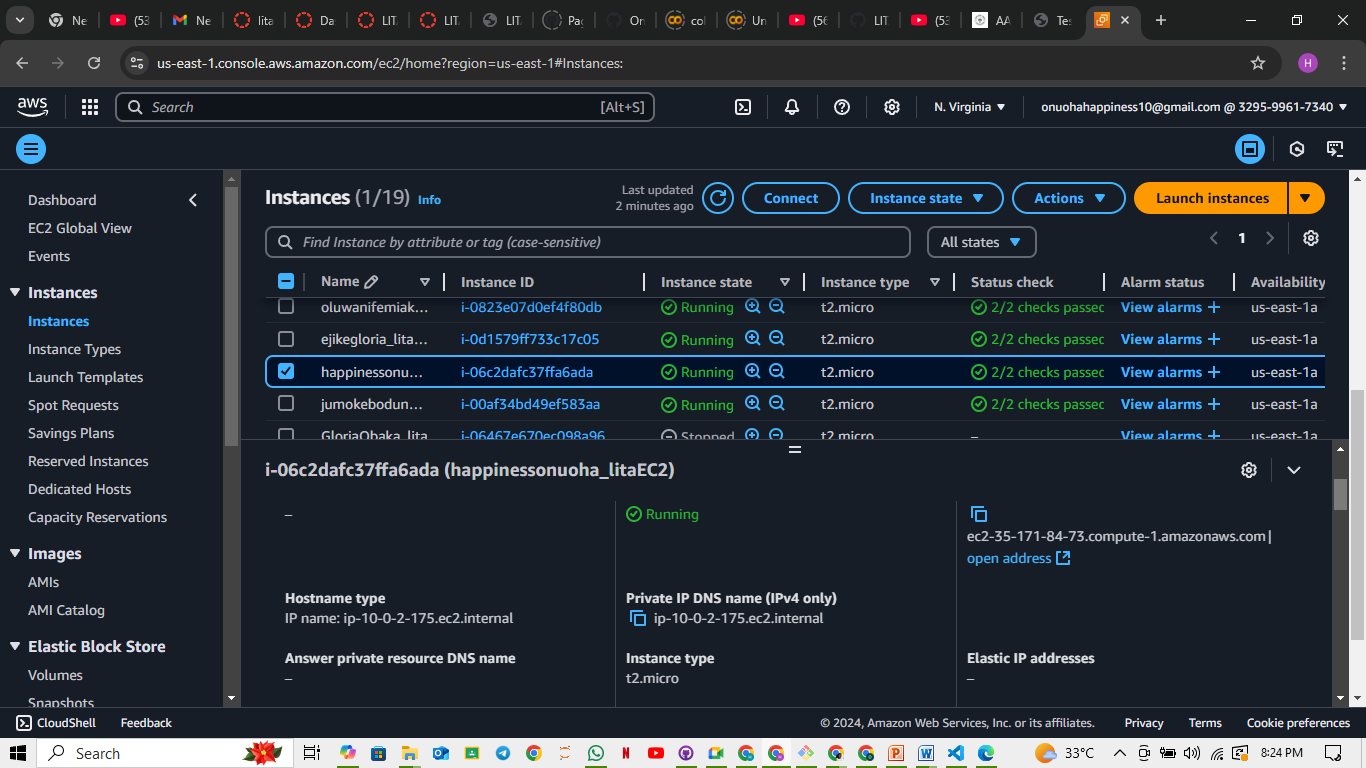 Ne
(53
Ne
lita
Da
LIT
LIT
LIT
Pag
On
col
Un
(56
LIT
(53
AA
Tes
us-east-1.console.aws.amazon.com/ec2/home?region=us-east-1#Instances:
H
aws
Search
[Alt+S]
N. Virginia
onuohahappiness10@gmail.com @ 3295-9961-7340
Dashboard
EC2 Global View
Events
Instances
Instances
Instance Types
Launch Templates
Spot Requests
Savings Plans
Reserved Instances
Dedicated Hosts
Capacity Reservations
Images
AMIs
AMI Catalog
Elastic Block Store
Volumes
Snapshots
Instances (1/19) Info
Last updated
2 minutes ago
Connect
Instance state
Actions
Launch instances
Find Instance by attribute or tag (case-sensitive)
All states
1
Name Instance ID Instance state Instance type Status check Alarm status Availability
oluwanifemiak... i-0823e07d0ef4f80db Running t2.micro 2/2 checks passec View alarms + us-east-1a
ejikegloria_lita... i-0d1579ff733c17c05 Running t2.micro 2/2 checks passec View alarms + us-east-1a
happinessonu... i-06c2dafc37ffa6ada Running t2.micro 2/2 checks passec View alarms + us-east-1a
jumokebodun... i-00af34bd49ef583aa Running t2.micro 2/2 checks passec View alarms + us-east-1a
GloriaObaka_lita i-06467e670ec098a96 Stopped t2.micro – View alarms + us-east-1a
i-06c2dafc37ffa6ada (happinessonuoha_litaEC2)
–
Running
ec2-35-171-84-73.compute-1.amazonaws.com |
open address
Hostname type
IP name: ip-10-0-2-175.ec2.internal
Private IP DNS name (IPv4 only)
ip-10-0-2-175.ec2.internal
Answer private resource DNS name
–
Instance type
t2.micro
Elastic IP addresses
–
CloudShell Feedback © 2024, Amazon Web Services, Inc. or its affiliates. Privacy Terms Cookie preferences
Search
33°C
8:24 PM